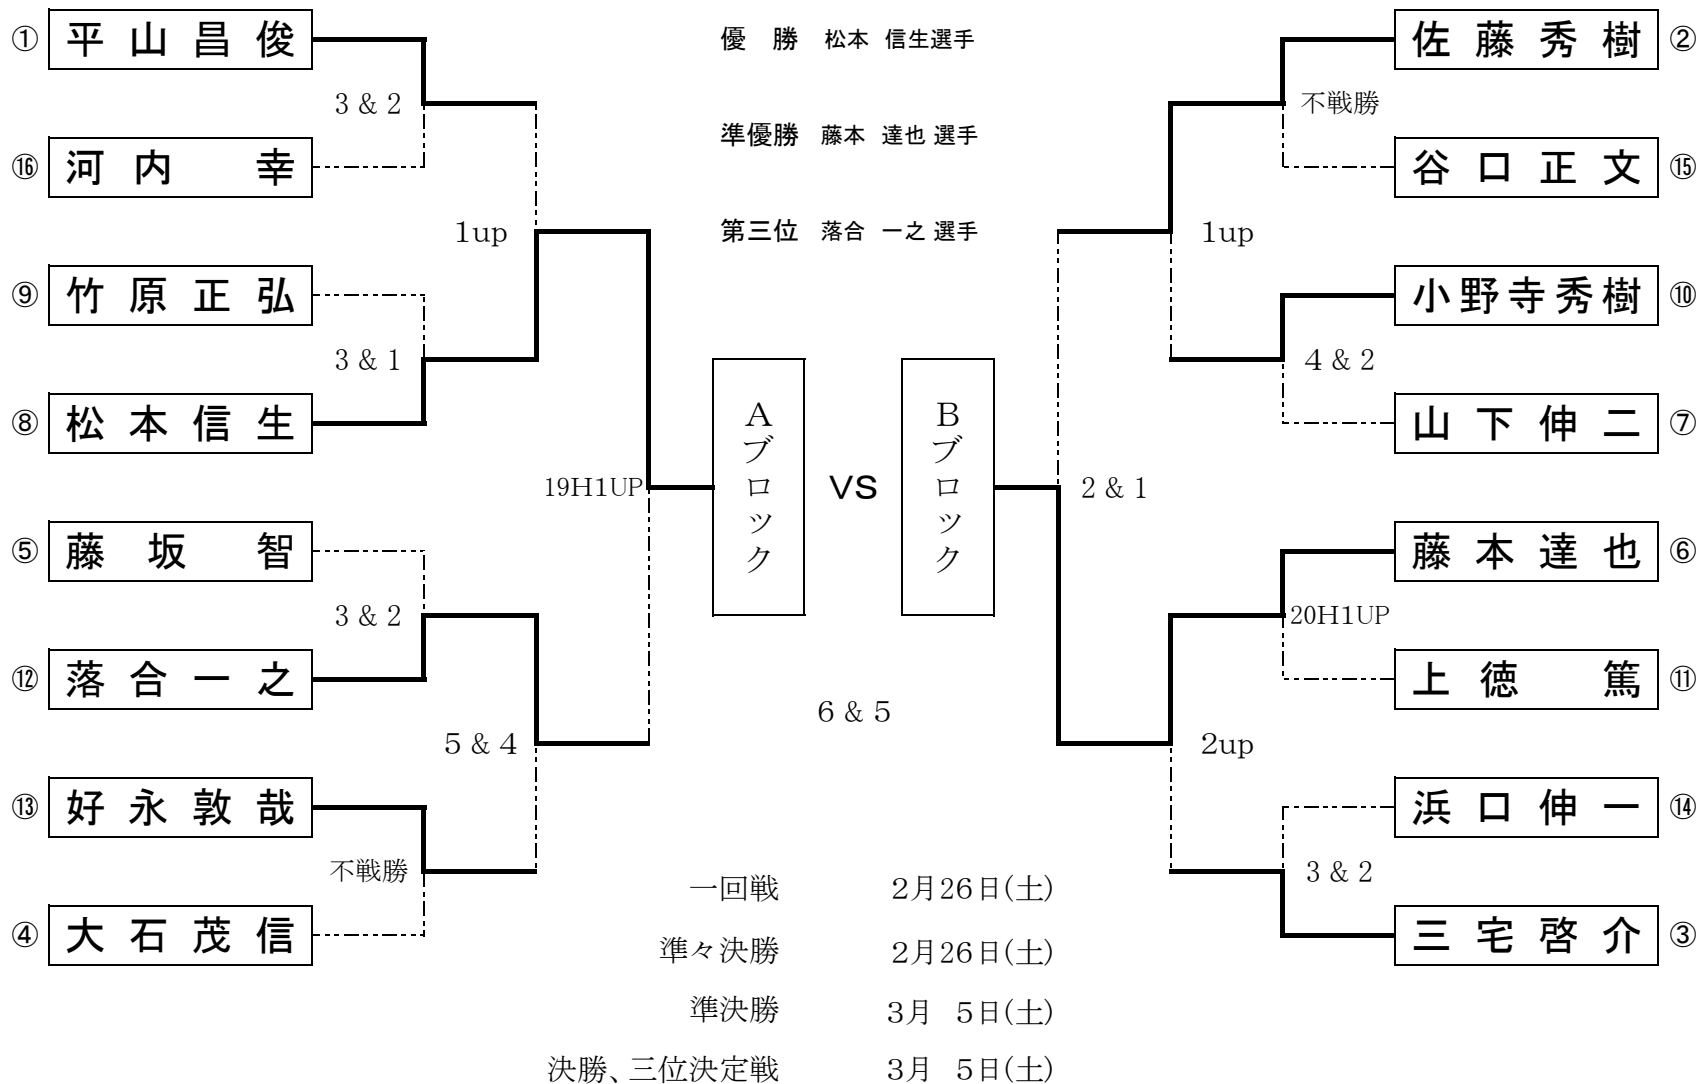 ① 平山昌俊
優　勝　松本 信生選手
佐藤秀樹 ②
3 & 2
不戦勝
準優勝　藤本 達也 選手
⑯ 河内　幸
谷口正文 ⑮
1up
第三位　落合 一之 選手
1up
⑨ 竹原正弘
小野寺秀樹 ⑩
3 & 1
4 & 2
⑧ 松本信生
山下伸二 ⑦
19H1UP
Aブロック
VS
Bブロック
2 & 1
⑤ 藤坂　智
藤本達也 ⑥
3 & 2
20H1UP
⑫ 落合一之
上徳　篤 ⑪
6 & 5
5 & 4
2up
⑬ 好永敦哉
浜口伸一 ⑭
不戦勝
3 & 2
④ 大石茂信
三宅啓介 ③
一回戦　2月26日(土)
準々決勝　2月26日(土)
準決勝　3月 5日(土)
決勝、三位決定戦　3月 5日(土)